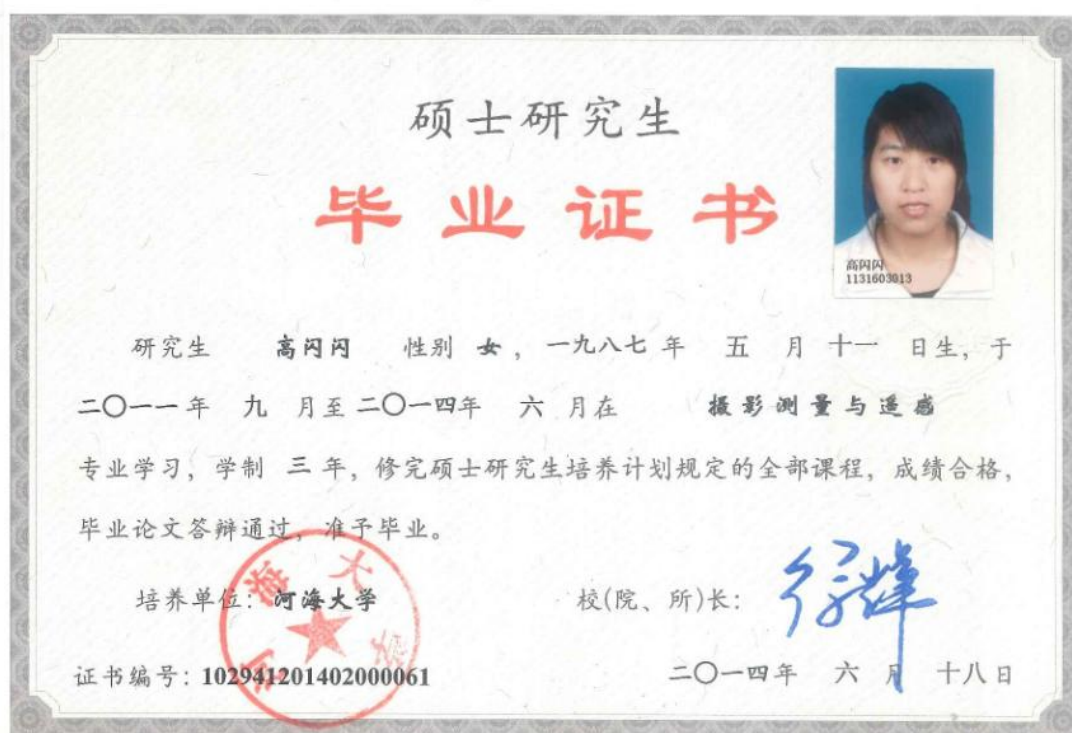 硕士研究生
毕业证书
高闪闪
1131603013
研究生 高闪闪 性别 女，一九八七 年 五 月 十一 日生，于
二〇一一年 九 月至 二〇一四年 六 月在 摄影测量与遥感
专业学习，学制 三 年，修完硕士研究生培养计划规定的全部课程，成绩合格，
毕业论文答辩通过，准予毕业。
培养单位：河海大学 校(院、所)长：
河海大学
证书编号：102941201402000061 二〇一四年 六 月 十八日